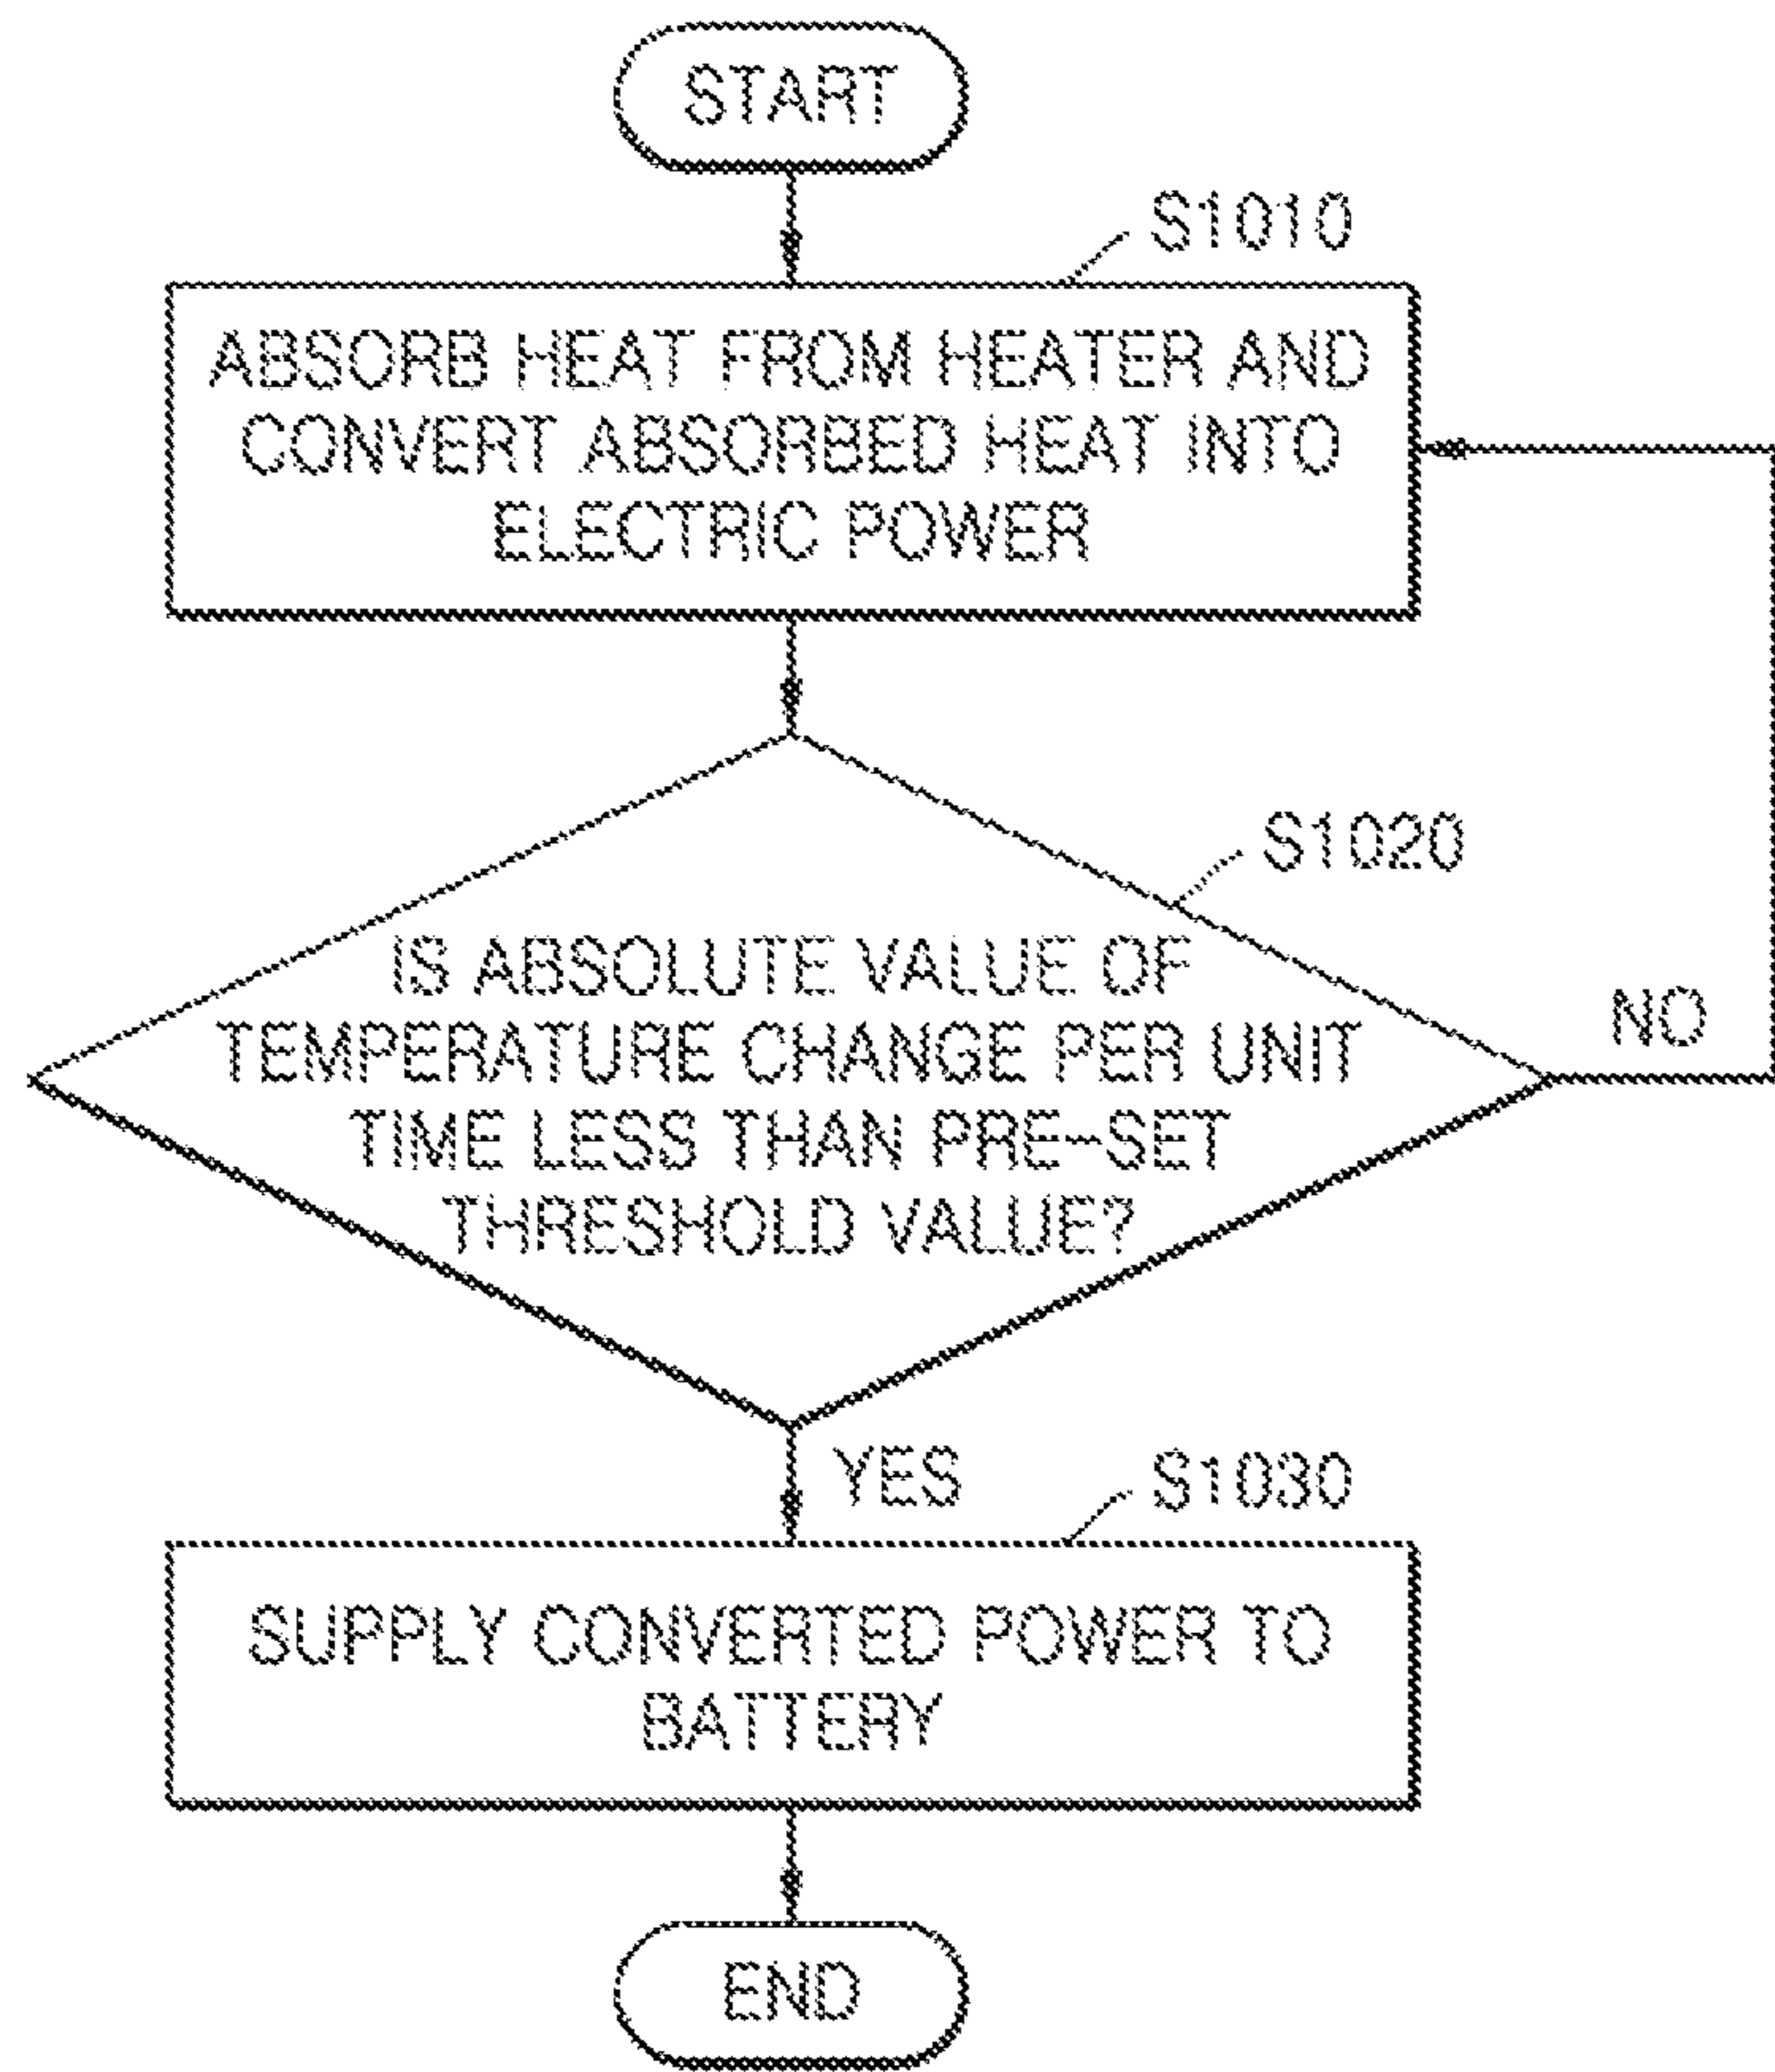 START
S1010
ABSORB HEAT FROM HEATER AND
CONVERT ABSORBED HEAT INTO
ELECTRIC POWER
S1020
IS ABSOLUTE VALUE OF
TEMPERATURE CHANGE PER UNIT
TIME LESS THAN PRE-SET
THRESHOLD VALUE?
NO
YES
S1030
SUPPLY CONVERTED POWER TO
BATTERY
END